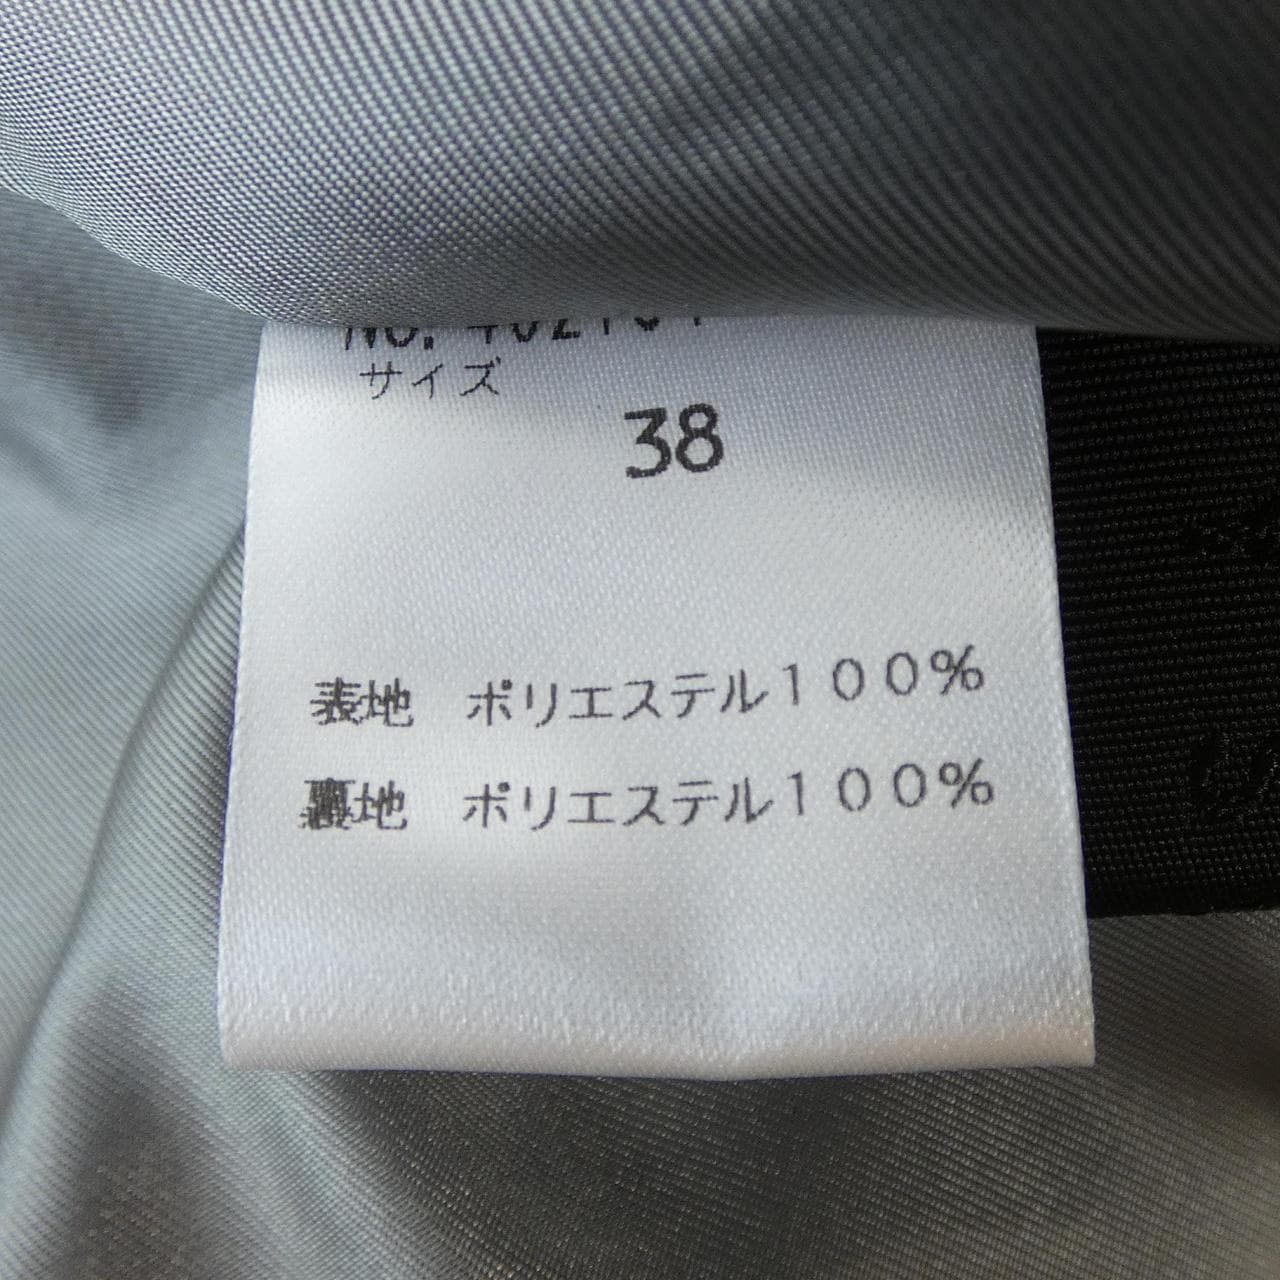 サイズ
38
表地 ポリエステル100%
裏地 ポリエステル100%